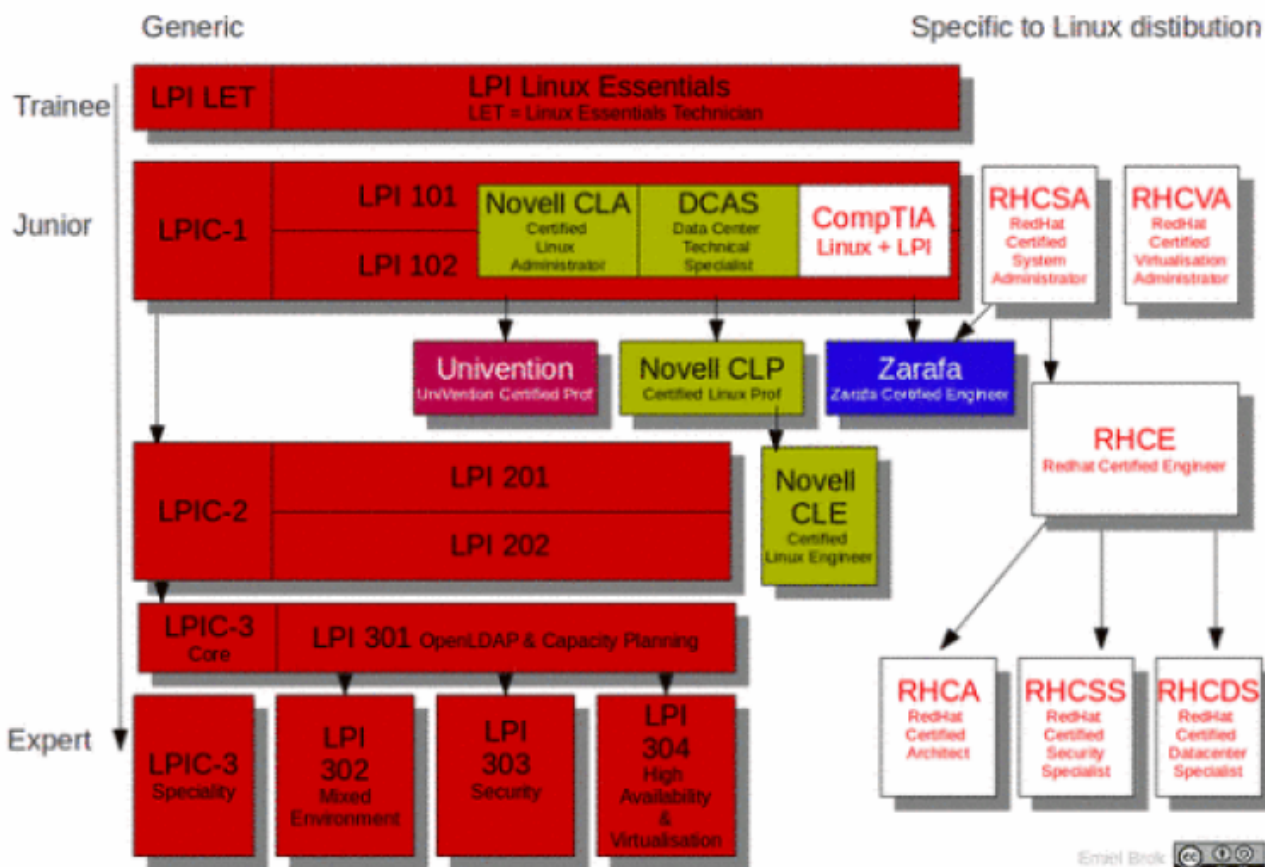 Generic
Specific to Linux distibution
Trainee
LPI LET
LPI Linux Essentials
LET = Linux Essentials Technician
Junior
LPIC-1
LPI 101
LPI 102
Novell CLA
Certified
Linux
Administrator
DCAS
Data Center
Technical
Specialist
CompTIA
Linux + LPI
RHCSA
RedHat
Certified
System
Administrator
RHCVA
RedHat
Certified
Virtualisation
Administrator
Univention
UniVention Certified Prof
Novell CLP
Certified Linux Prof
Zarafa
Zarafa Certified Engineer
RHCE
Redhat Certified Engineer
LPIC-2
LPI 201
LPI 202
Novell
CLE
Certified
Linux Engineer
LPIC-3
Core
LPI 301 OpenLDAP & Capacity Planning
RHCA
RedHat
Certified
Architect
RHCSS
RedHat
Certified
Security
Specialist
RHCDS
RedHat
Certified
Datacenter
Specialist
Expert
LPIC-3
Speciality
LPI
302
Mixed
Environment
LPI
303
Security
LPI
304
High
Availability
&
Virtualisation
Emiel Brok
cc